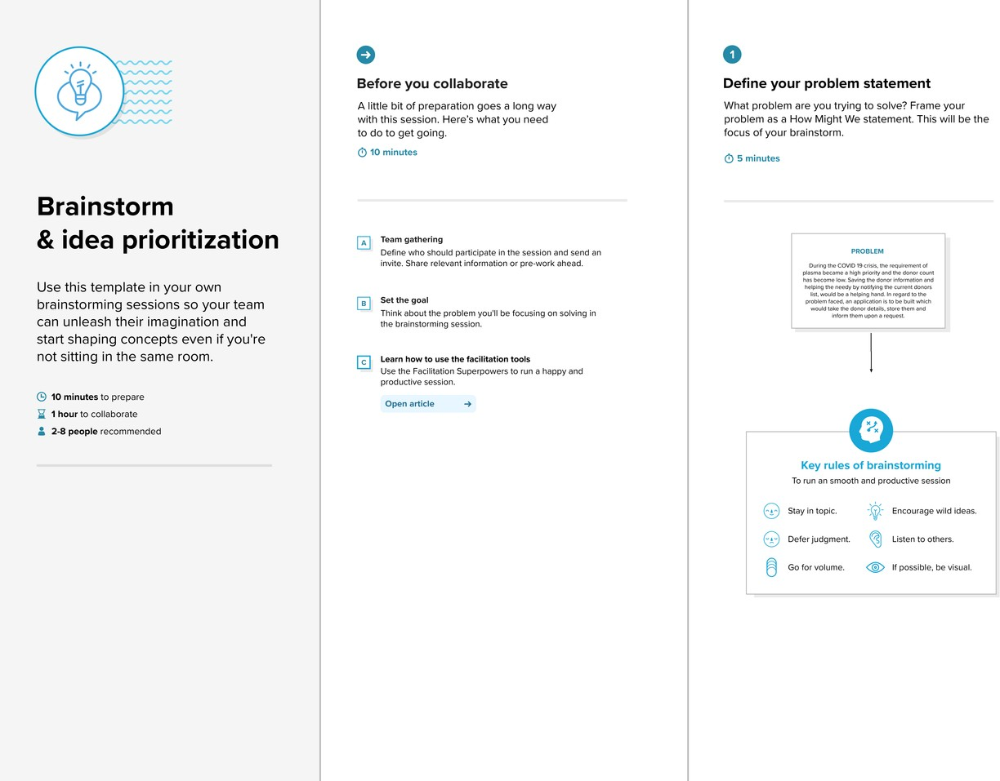 Brainstorm
& idea prioritization
Use this template in your own
brainstorming sessions so your team
can unleash their imagination and
start shaping concepts even if you're
not sitting in the same room.
10 minutes to prepare
1 hour to collaborate
2-8 people recommended
Before you collaborate
A little bit of preparation goes a long way
with this session. Here's what you need
to do to get going.
10 minutes
A
Team gathering
Define who should participate in the session and send an
invite. Share relevant information or pre-work ahead.
B
Set the goal
Think about the problem you'll be focusing on solving in
the brainstorming session.
C
Learn how to use the facilitation tools
Use the Facilitation Superpowers to run a happy and
productive session.
Open article
1
Define your problem statement
What problem are you trying to solve? Frame your
problem as a How Might We statement. This will be the
focus of your brainstorm.
5 minutes
PROBLEM
During the COVID 19 crisis, the requirement of
plasma became a high priority and the donor count
has become low. Saving the donor information and
helping the needy by notifying the current donors
list, would be a helping hand. In regard to the
problem faced, an application is to be built which
would take the donor details, store them and
inform them upon a request.
Key rules of brainstorming
To run an smooth and productive session
Stay in topic.
Encourage wild ideas.
Defer judgment.
Listen to others.
Go for volume.
If possible, be visual.